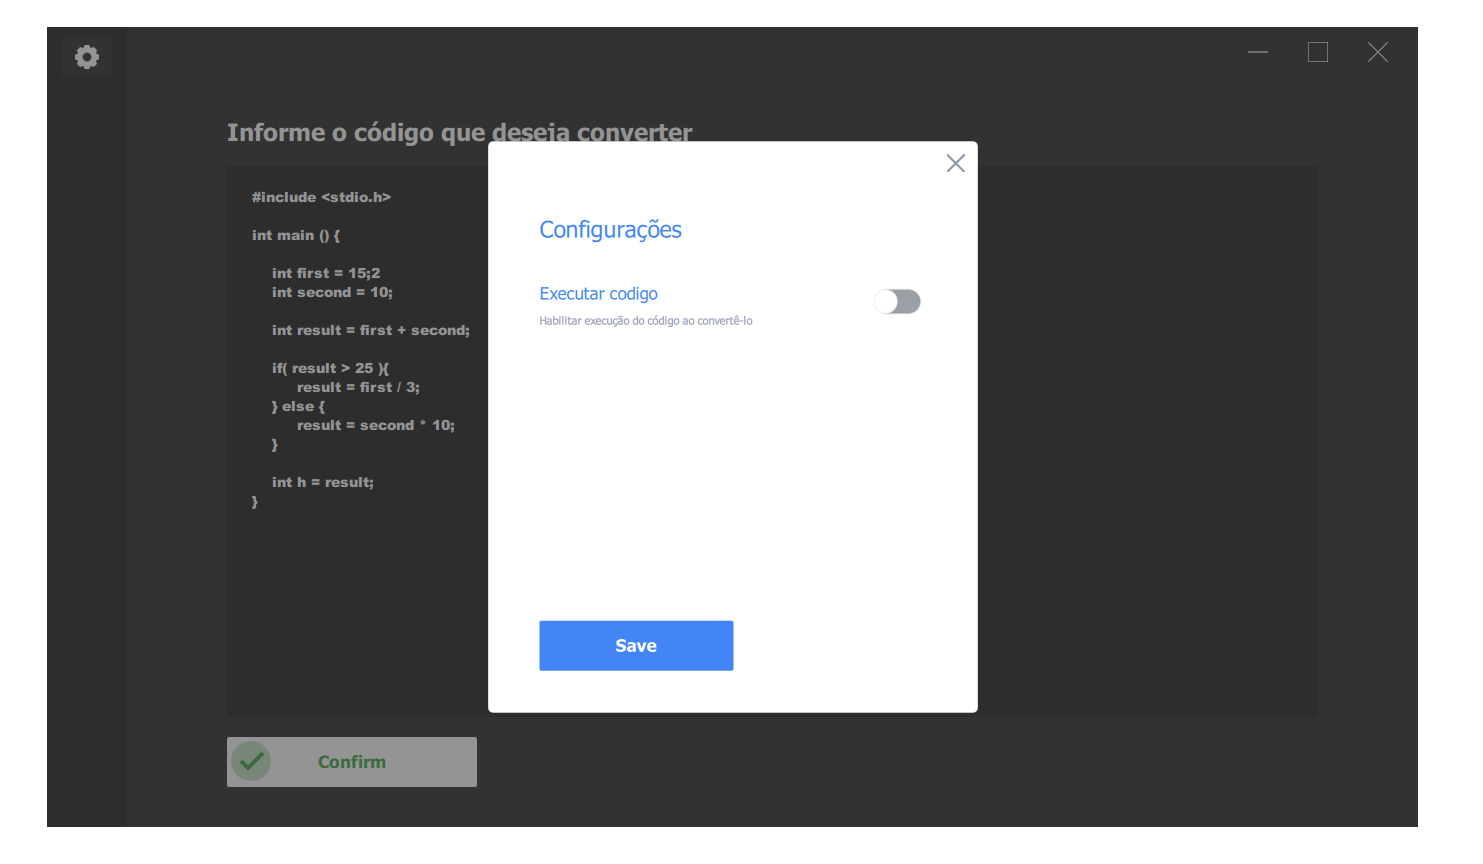 Informe o código que deseja converter
#include <stdio.h>
int main () {
int first = 15;2
int second = 10;
int result = first + second;
if( result > 25 ){
result = first / 3;
} else {
result = second * 10;
}
int h = result;
}
Configurações
Executar codigo
Habilitar execução do código ao convertê-lo
Save
Confirm